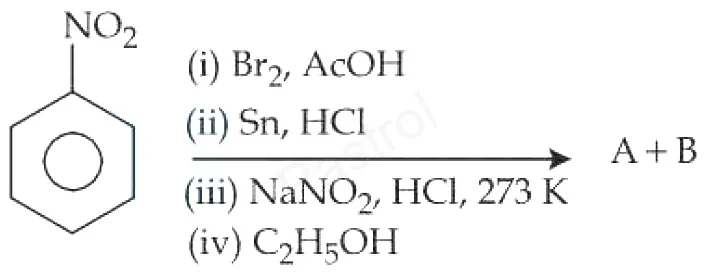 NO₂
(i) Br₂, AcOH
(ii) Sn, HCl
(iii) NaNO₂, HCl, 273 K
(iv) C₂H₅OH
A + B